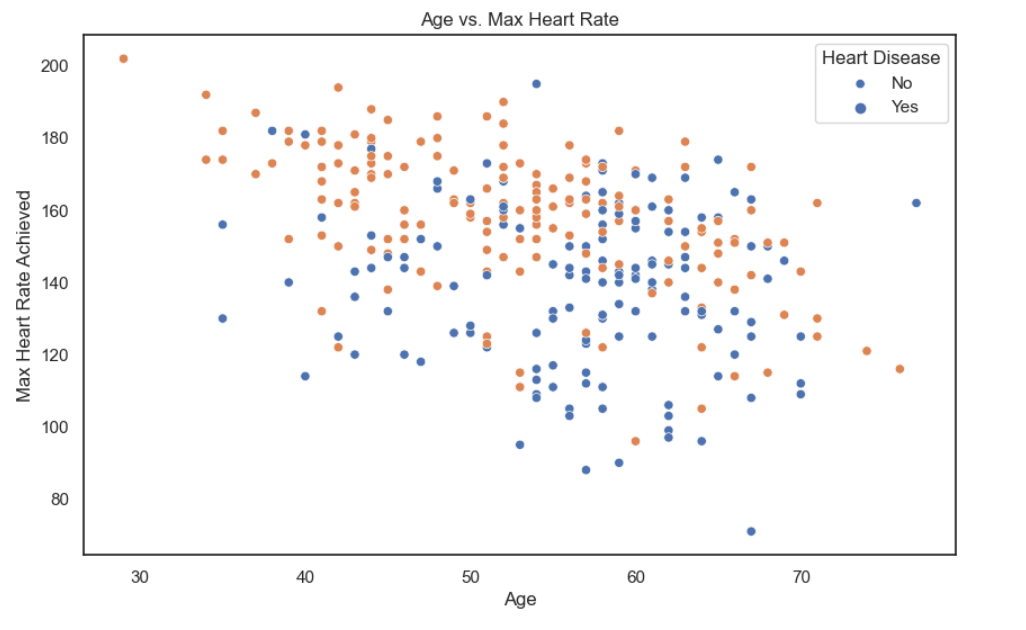 Age vs. Max Heart Rate
Heart Disease
No
Yes
200
180
160
140
120
100
80
Max Heart Rate Achieved
30 40 50 60 70
Age